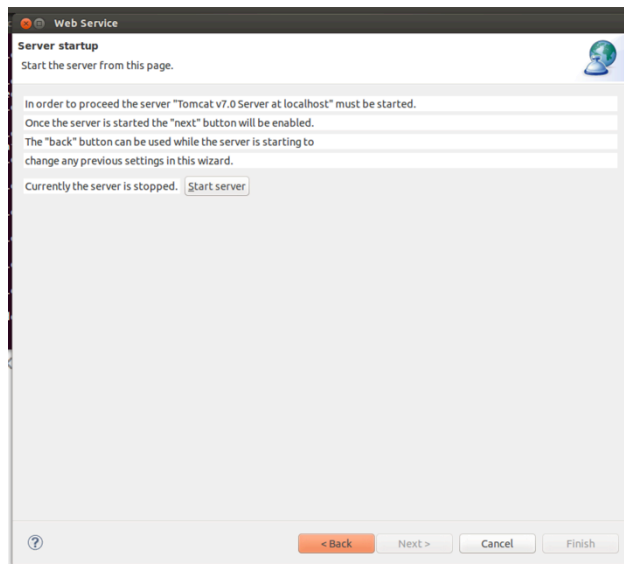 Web Service
Server startup
Start the server from this page.
In order to proceed the server "Tomcat v7.0 Server at localhost" must be started.
Once the server is started the "next" button will be enabled.
The "back" button can be used while the server is starting to
change any previous settings in this wizard.
Currently the server is stopped. Start server
? < Back Next > Cancel Finish